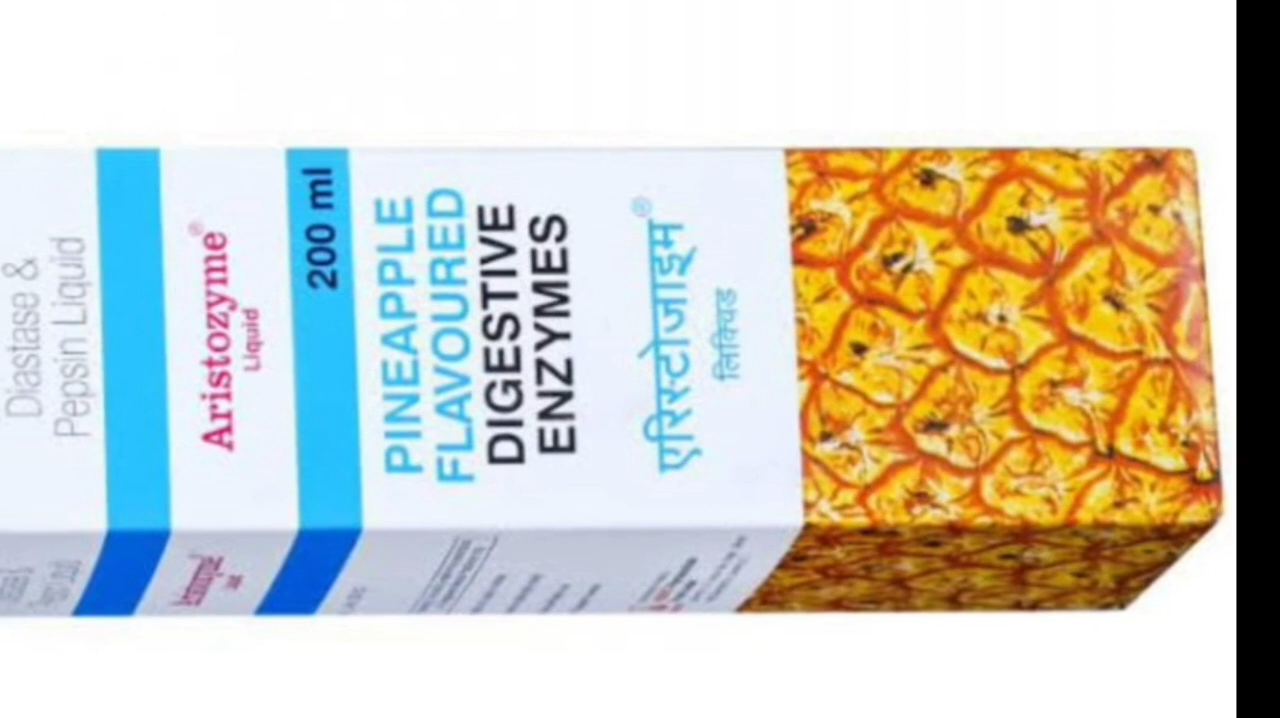 Diastase &
Pepsin Liquid
Aristozyme®
Liquid
200 ml
PINEAPPLE
FLAVOURED
DIGESTIVE
ENZYMES
एरिस्टोजाइम®
लिक्विड